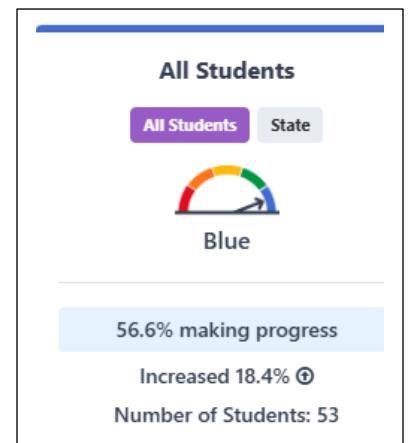 All Students
All Students State
Blue
56.6% making progress
Increased 18.4%
Number of Students: 53